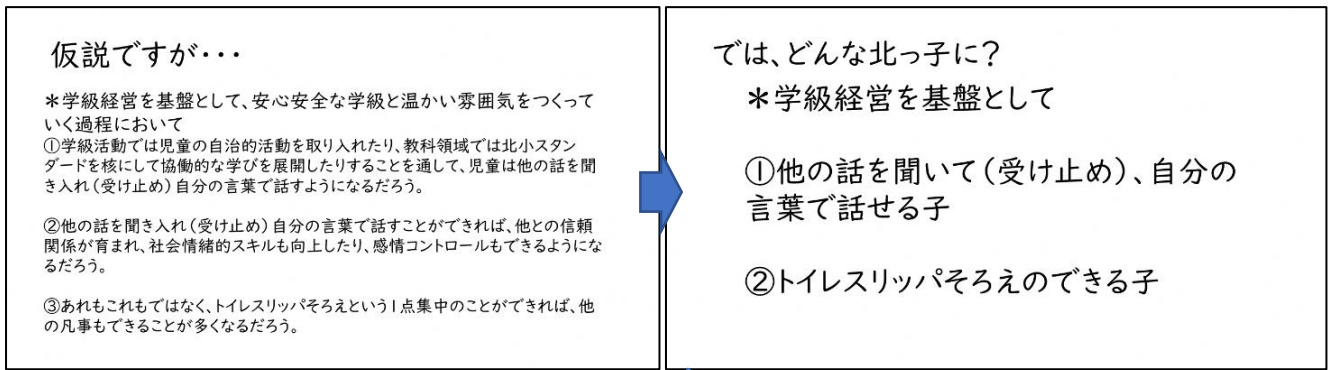 仮説ですが・・・
＊学級経営を基盤として、安心安全な学級と温かい雰囲気をつくって
いく過程において
①学級活動では児童の自治的活動を取り入れたり、教科領域では北小スタン
ダードを核にして協働的な学びを展開したりすることを通して、児童は他の話を聞
き入れ（受け止め）自分の言葉で話すようになるだろう。
②他の話を聞き入れ（受け止め）自分の言葉で話すことができれば、他との信頼
関係が育まれ、社会情緒的スキルも向上したり、感情コントロールもできるようにな
るだろう。
③あれもこれもではなく、トイレスリッパそろえという1点集中のことができれば、他
の凡事もできることが多くなるだろう。
では、どんな北っ子に？
＊学級経営を基盤として
①他の話を聞いて（受け止め）、自分の
言葉で話せる子
②トイレスリッパそろえのできる子